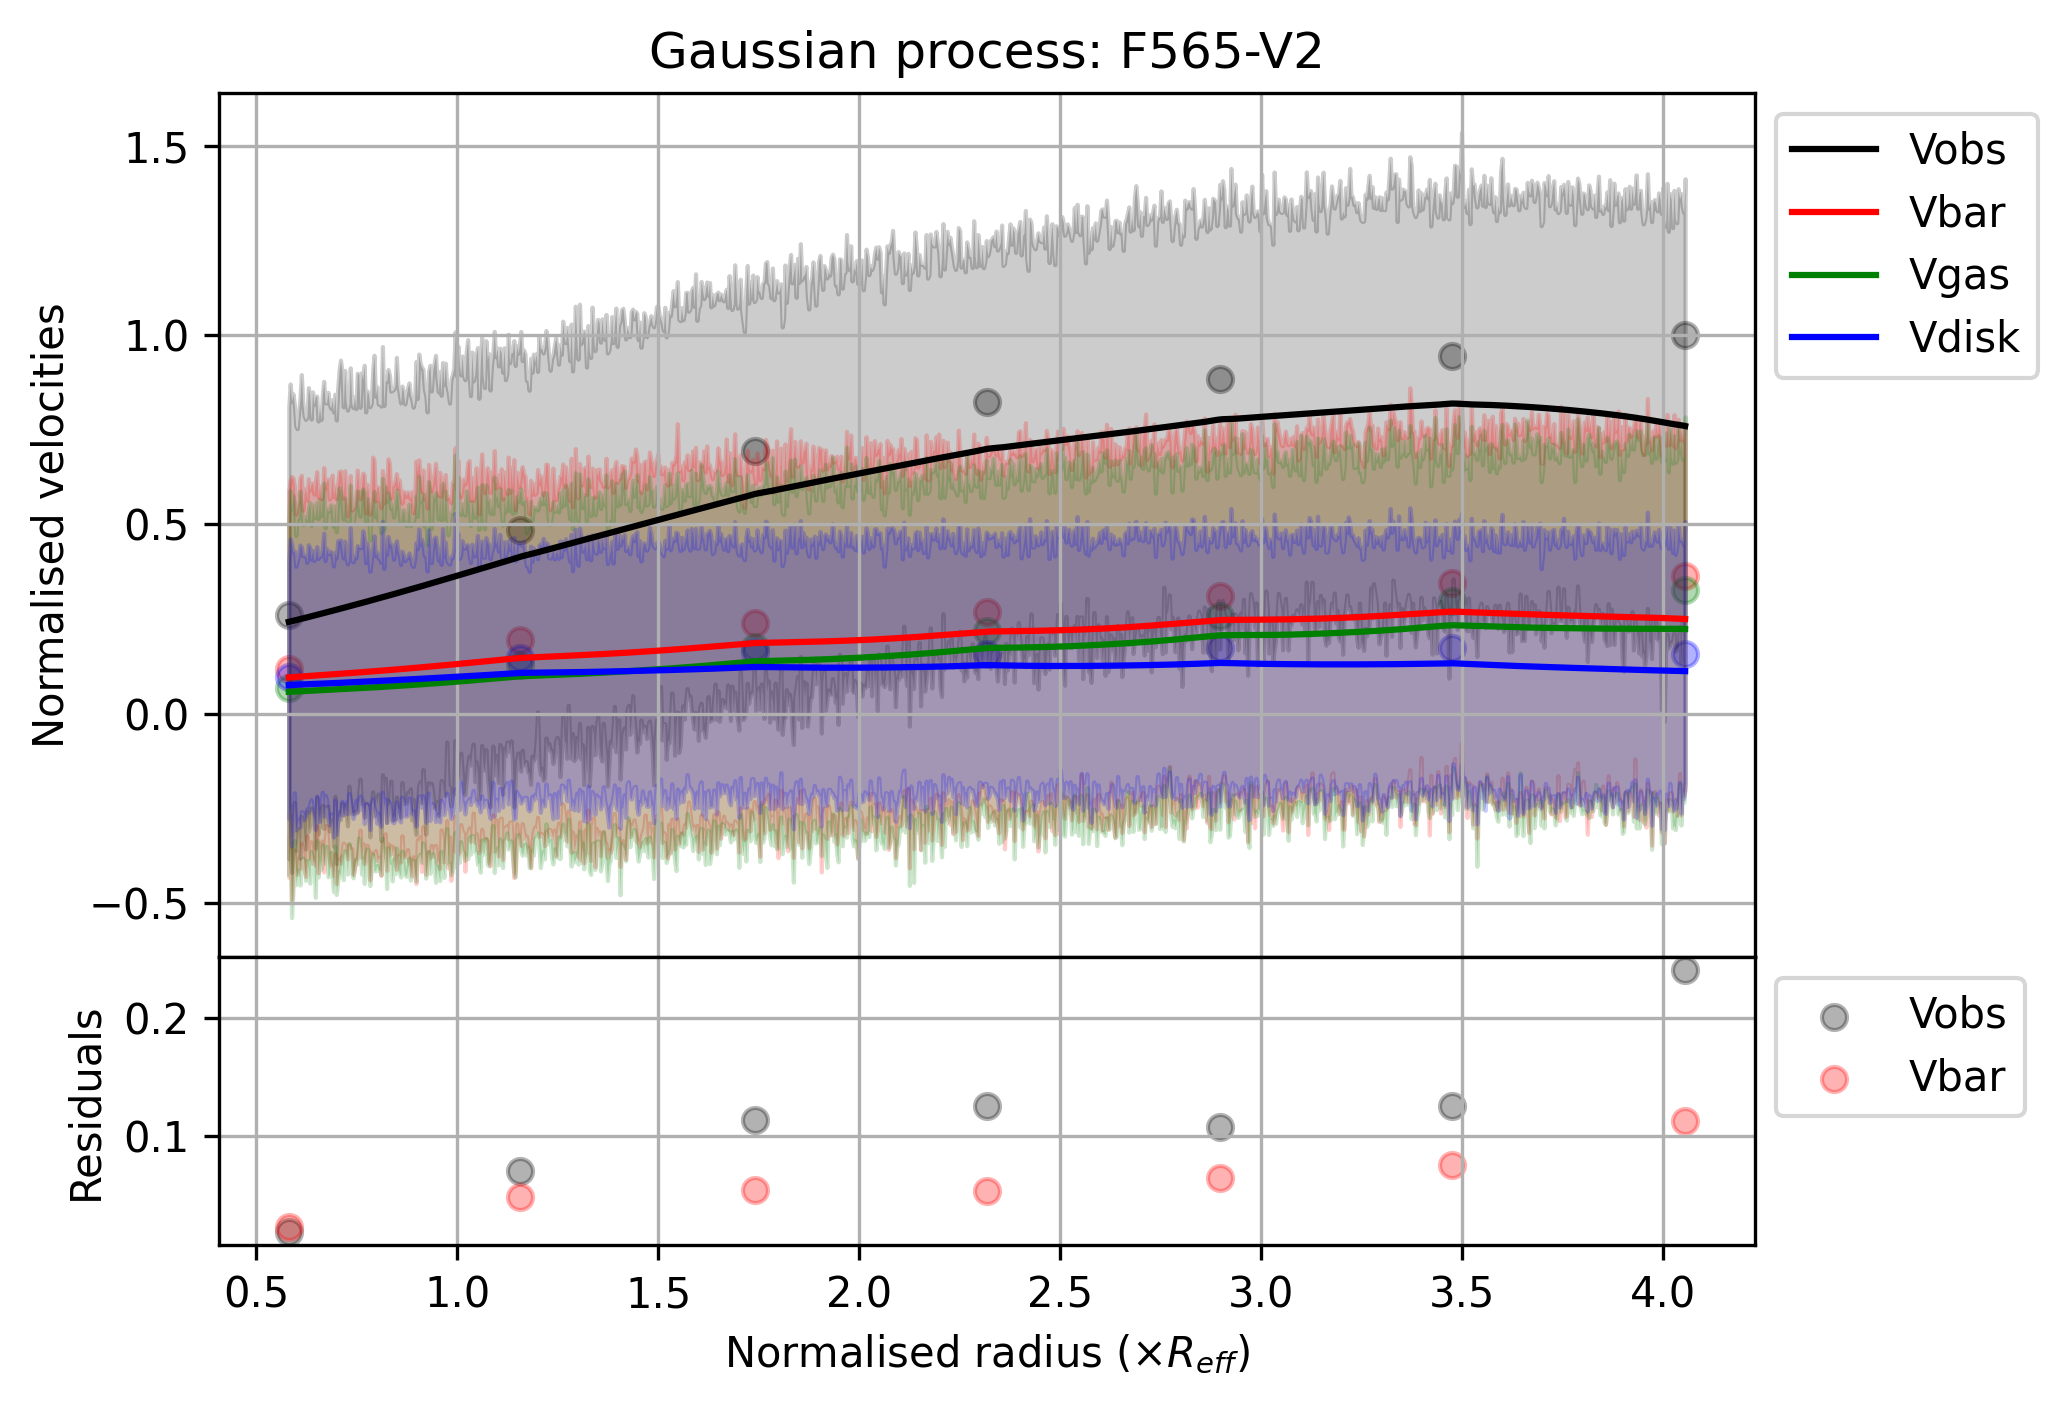 Gaussian process: F565-V2
1.5
1.0
0.5
0.0
−0.5
Normalised velocities
Vobs
Vbar
Vgas
Vdisk
0.2
0.1
Residuals
Vobs
Vbar
0.5 1.0 1.5 2.0 2.5 3.0 3.5 4.0
Normalised radius (×R_{eff})